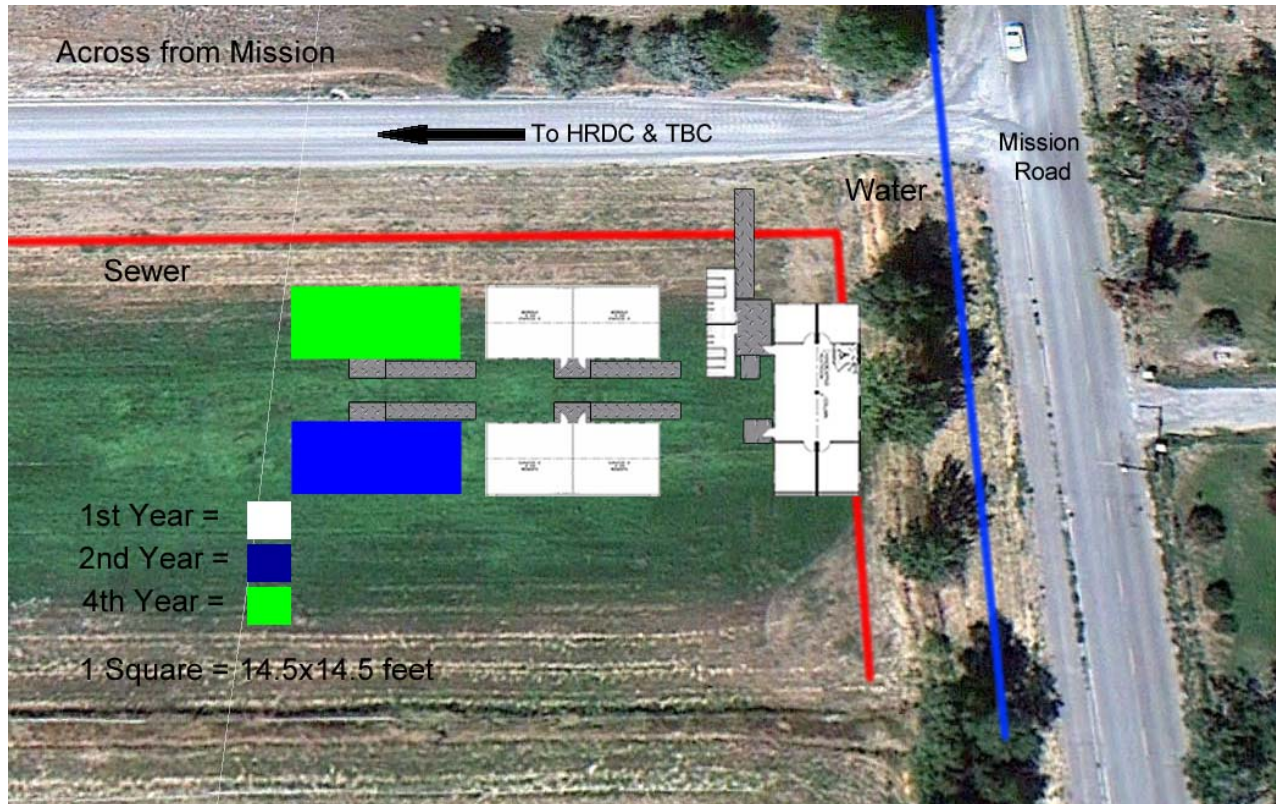 Across from Mission
To HRDC & TBC
Mission
Road
Water
Sewer
1st Year =
2nd Year =
4th Year =
1 Square = 14.5x14.5 feet